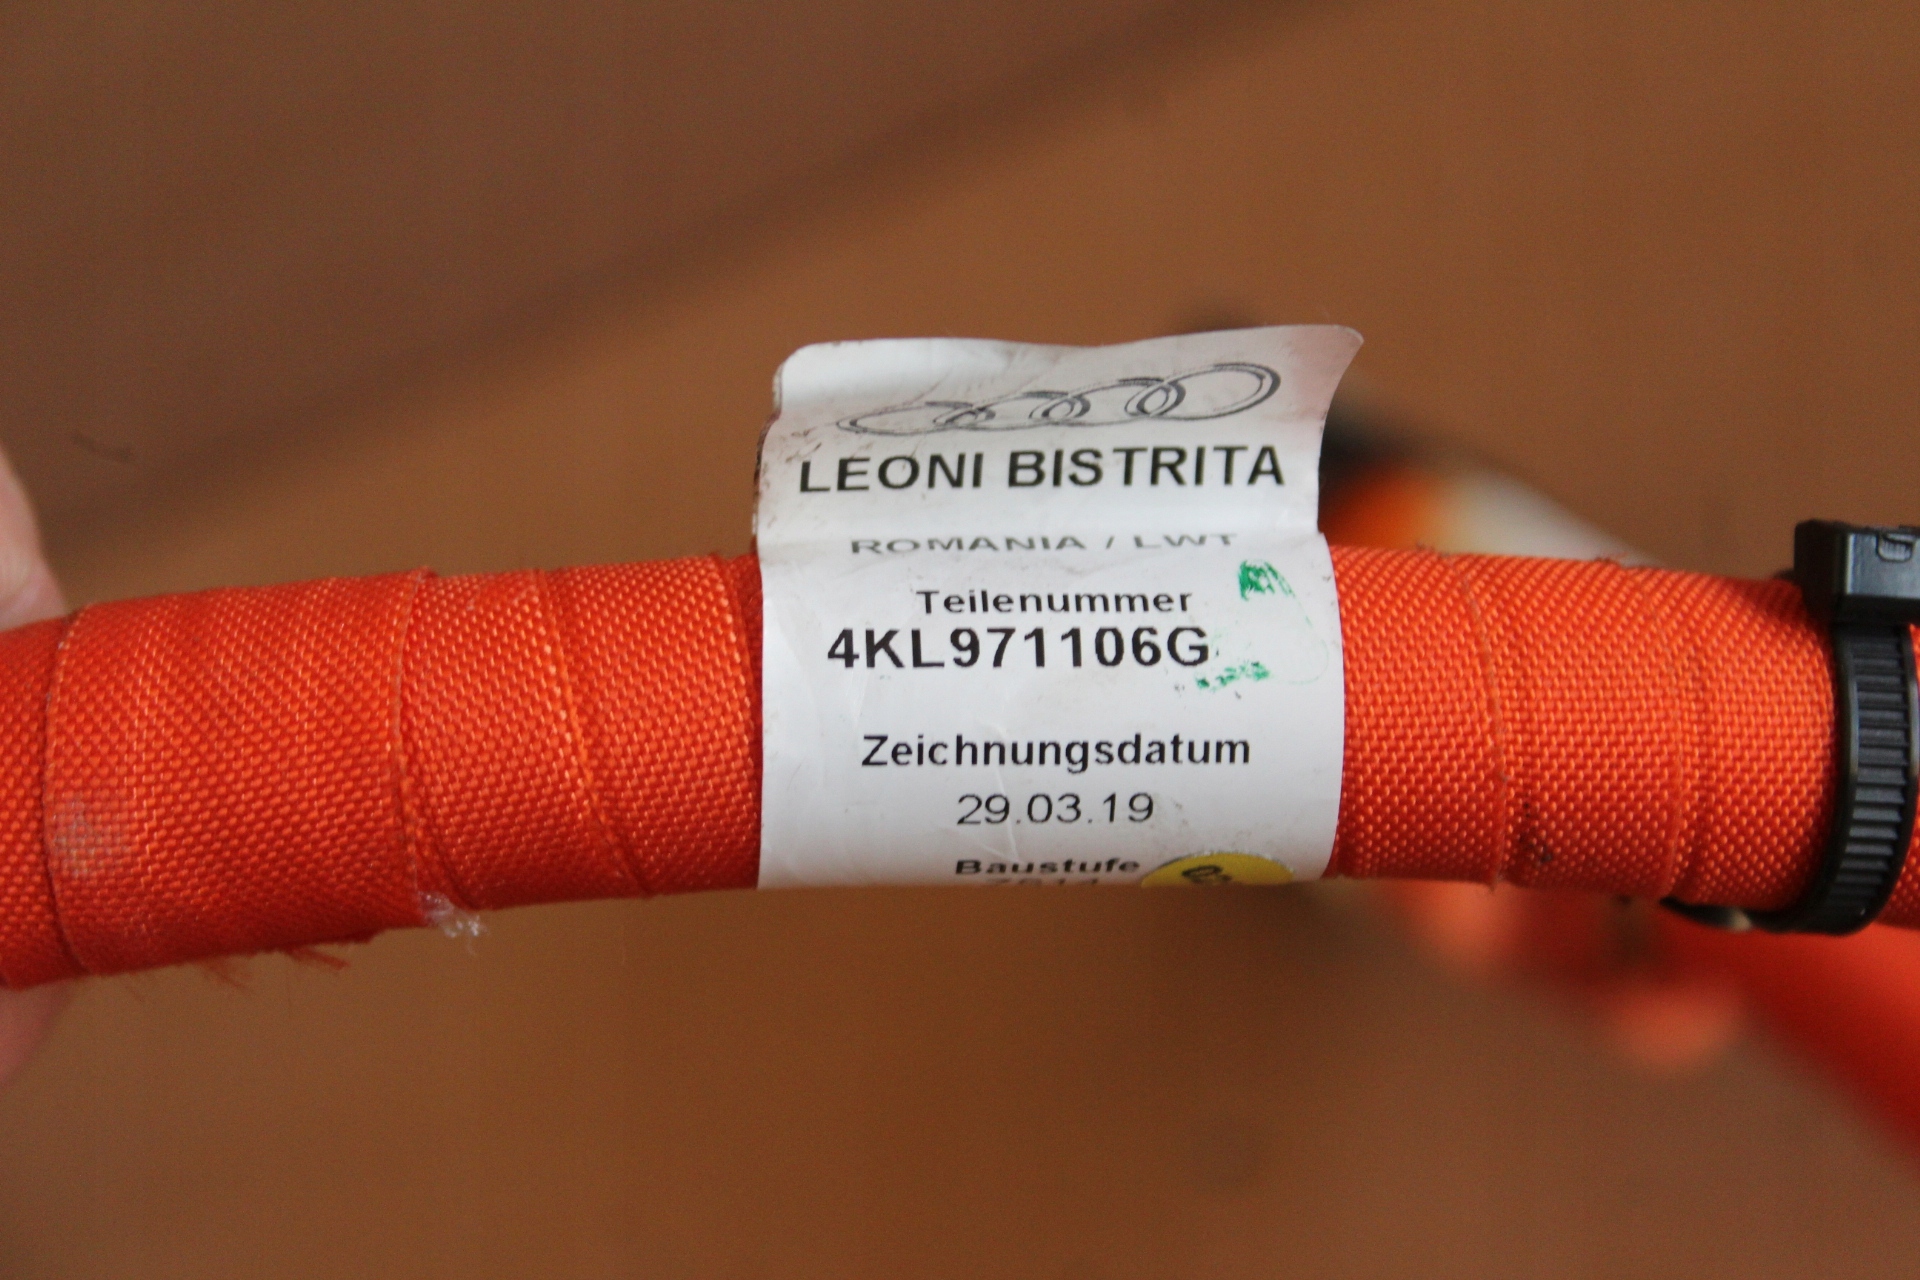 LEONI BISTRITA
ROMANIA / LWT
Teilenummer
4KL971106G
Zeichnungsdatum
29.03.19
Baustufe